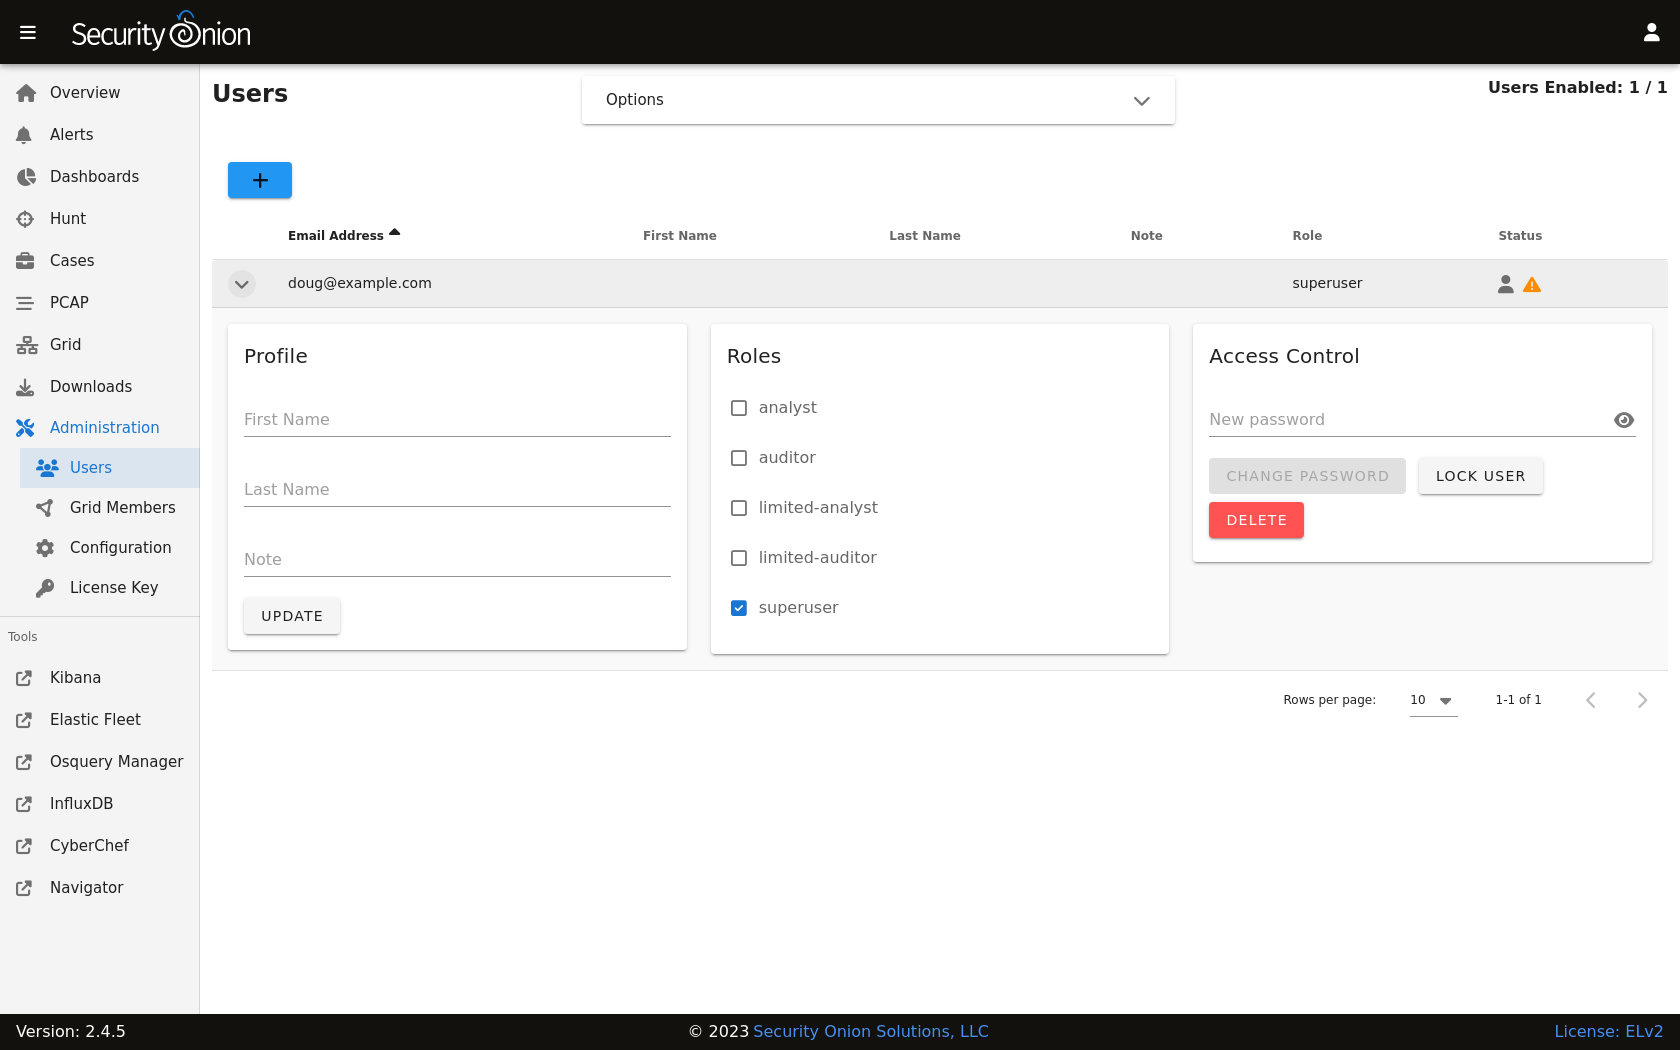 Security Onion
Overview
Alerts
Dashboards
Hunt
Cases
PCAP
Grid
Downloads
Administration
Users
Grid Members
Configuration
License Key
Tools
Kibana
Elastic Fleet
Osquery Manager
InfluxDB
CyberChef
Navigator
Users
Options
Users Enabled: 1 / 1
+
Email Address First Name Last Name Note Role Status
doug@example.com superuser
Profile
First Name
Last Name
Note
UPDATE
Roles
analyst
auditor
limited-analyst
limited-auditor
superuser
Access Control
New password
CHANGE PASSWORD LOCK USER
DELETE
Rows per page: 10 1-1 of 1
Version: 2.4.5 © 2023 Security Onion Solutions, LLC License: ELv2